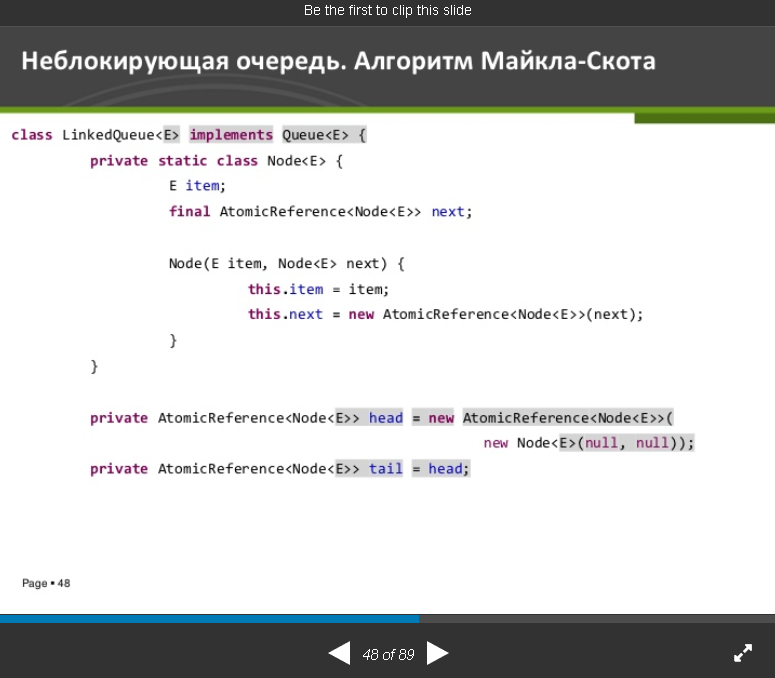 Be the first to clip this slide
Неблокирующая очередь. Алгоритм Майкла-Скота
class LinkedQueue<E> implements Queue<E> {
private static class Node<E> {
E item;
final AtomicReference<Node<E>> next;
Node(E item, Node<E> next) {
this.item = item;
this.next = new AtomicReference<Node<E>>(next);
}
}
private AtomicReference<Node<E>> head = new AtomicReference<Node<E>>(
new Node<E>(null, null));
private AtomicReference<Node<E>> tail = head;
Page ▪ 48
48 of 89